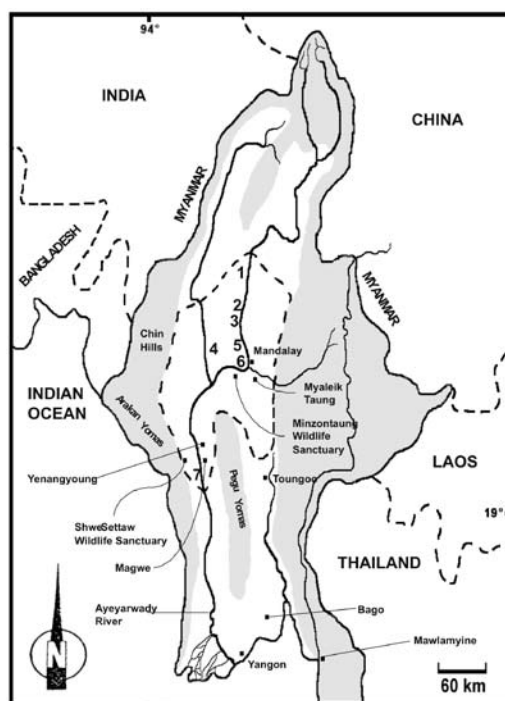 94°
INDIA
CHINA
MYANMAR
BANGLADESH
MYANMAR
1
2
3
Chin
Hills
4
5
6
Mandalay
INDIAN
OCEAN
Myaleik
Taung
Arakan Yomas
Minzontaung
Wildlife
Sanctuary
LAOS
Yenangyoung
7
Pegu Yomas
Toungoo
19°
ShweSettaw
Wildlife Sanctuary
THAILAND
Magwe
Ayeyarwady
River
Bago
Mawlamyine
Yangon
N
60 km